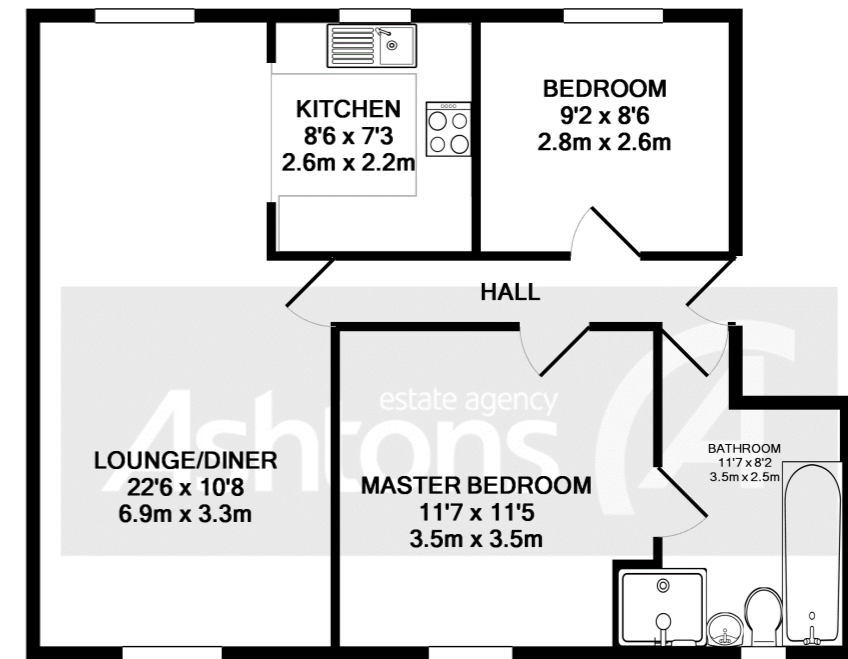 KITCHEN
8'6 x 7'3
2.6m x 2.2m
BEDROOM
9'2 x 8'6
2.8m x 2.6m
HALL
estate agency
Ashtons
LOUNGE/DINER
22'6 x 10'8
6.9m x 3.3m
MASTER BEDROOM
11'7 x 11'5
3.5m x 3.5m
BATHROOM
11'7 x 8'2
3.5m x 2.5m